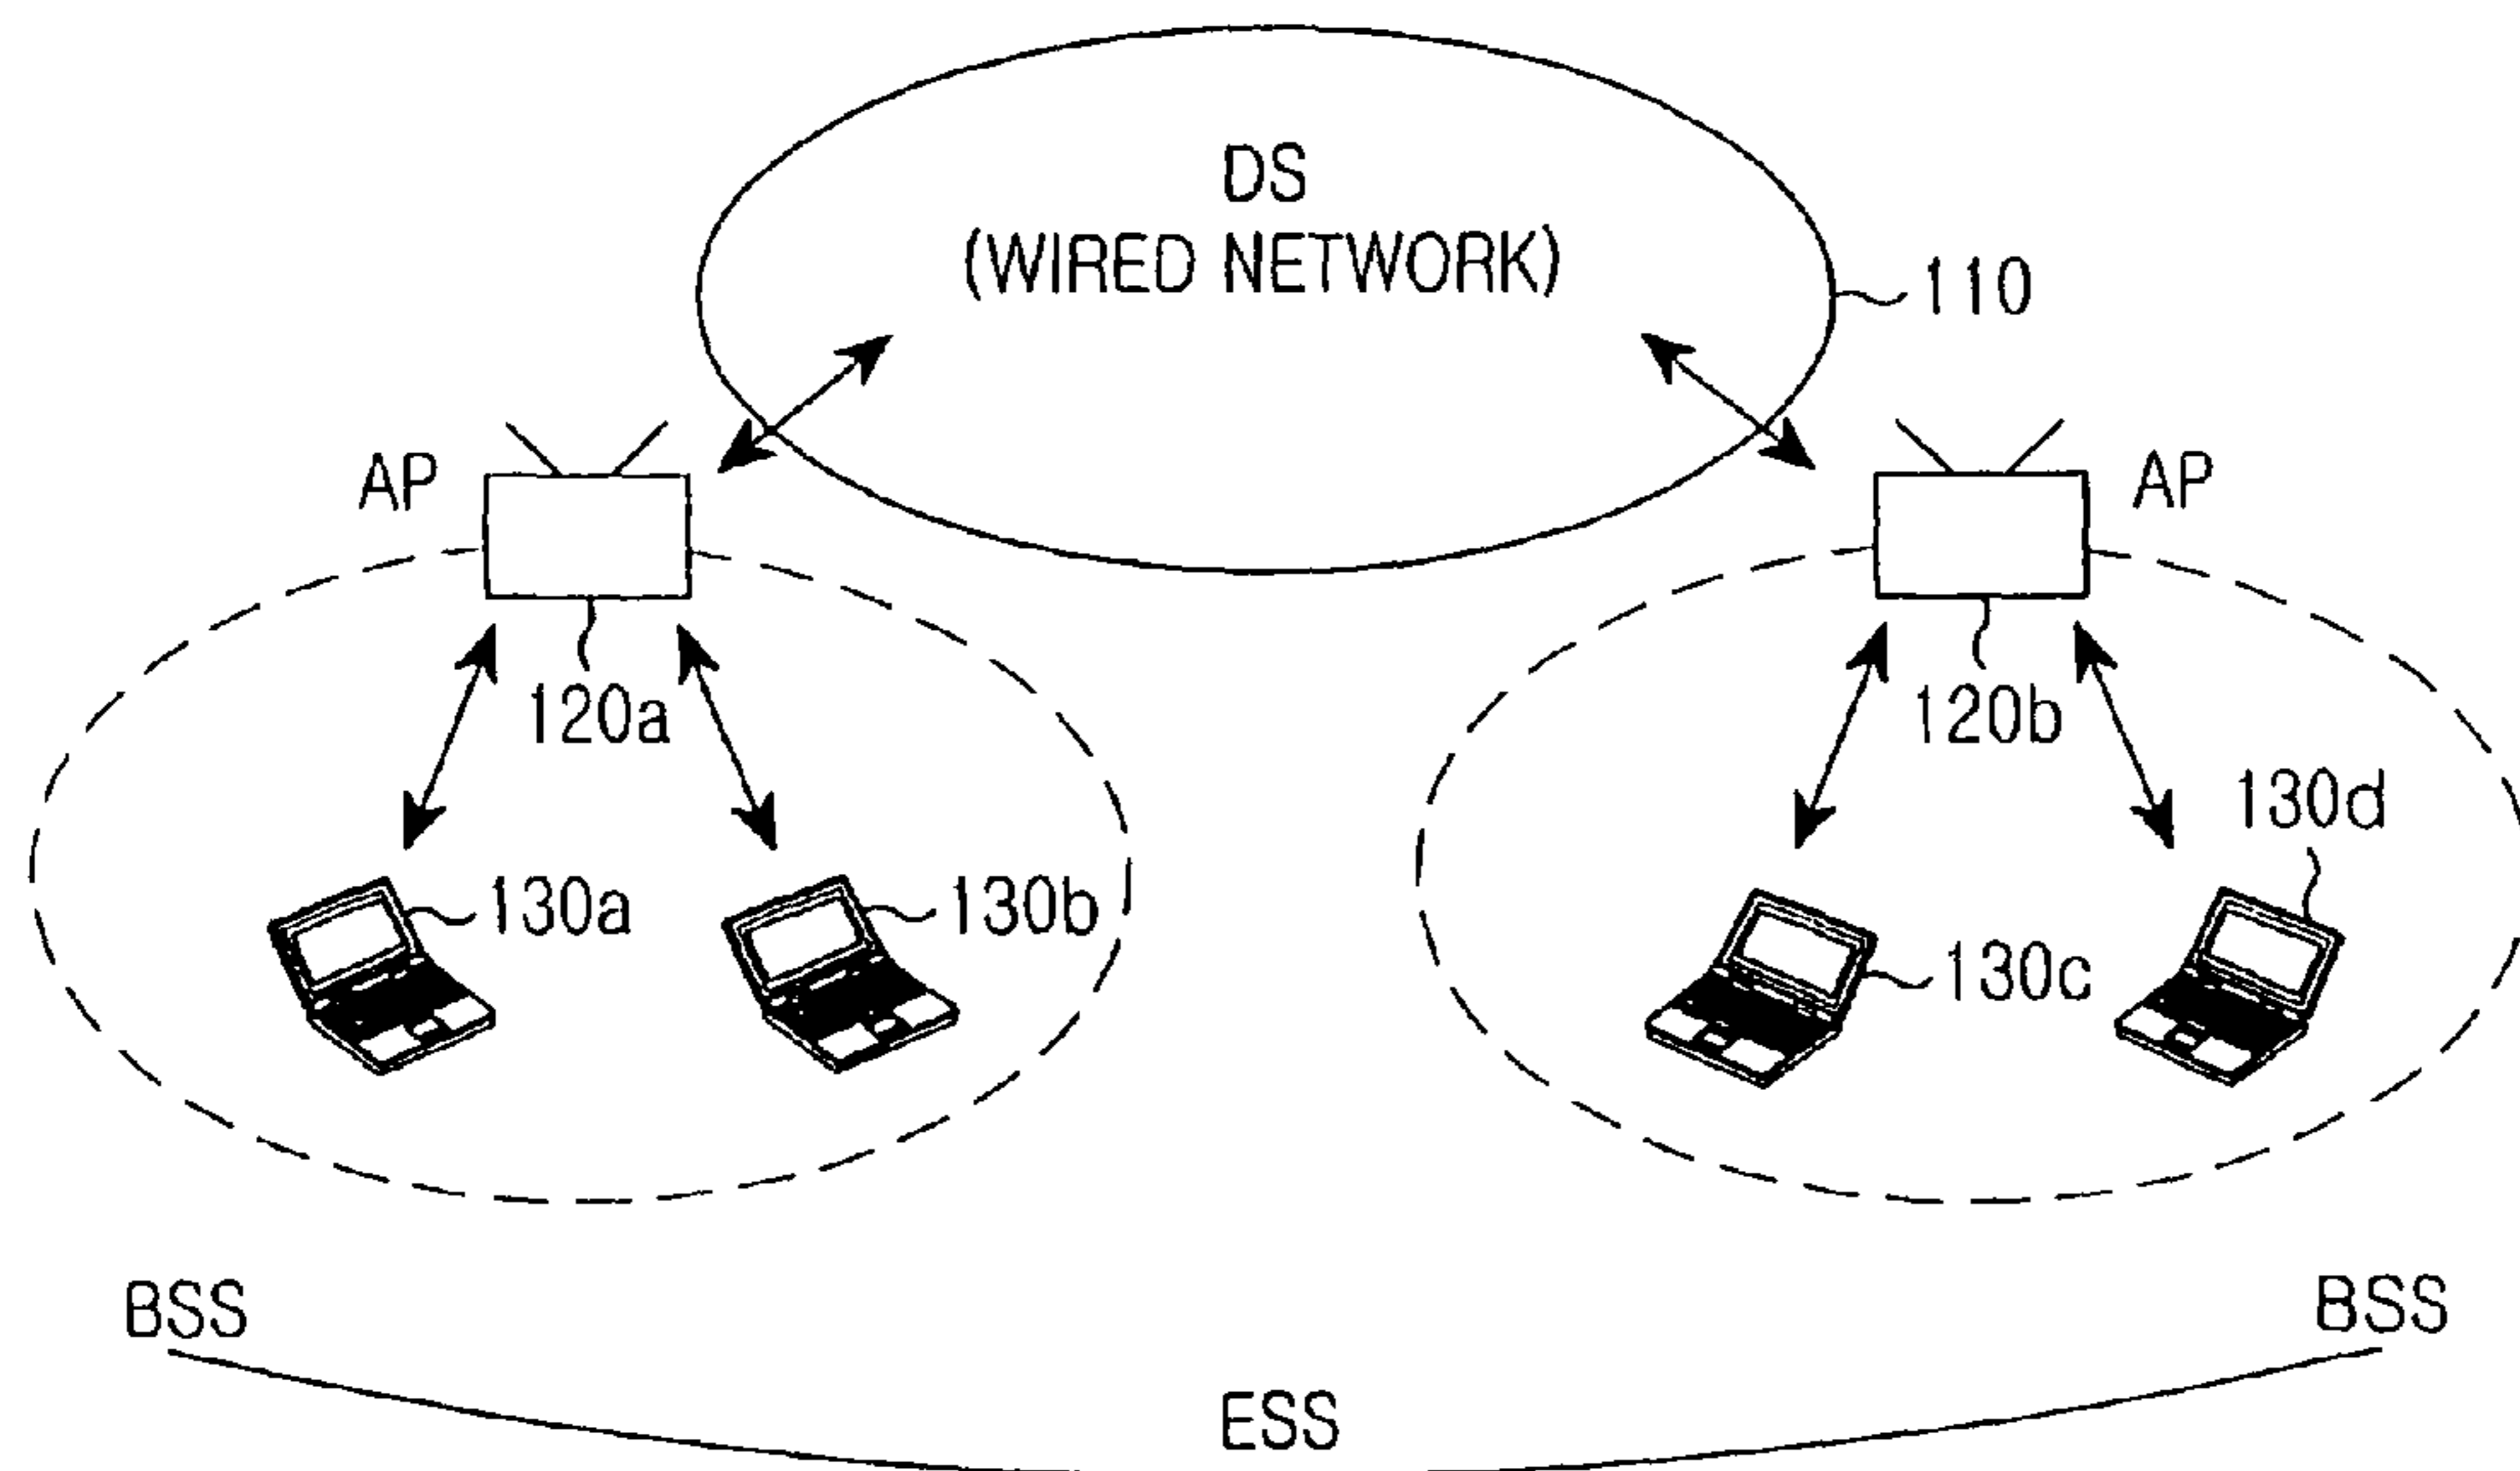 DS
(WIRED NETWORK)
110
AP
AP
120a
120b
130d
130a
130b
130c
BSS
BSS
ESS